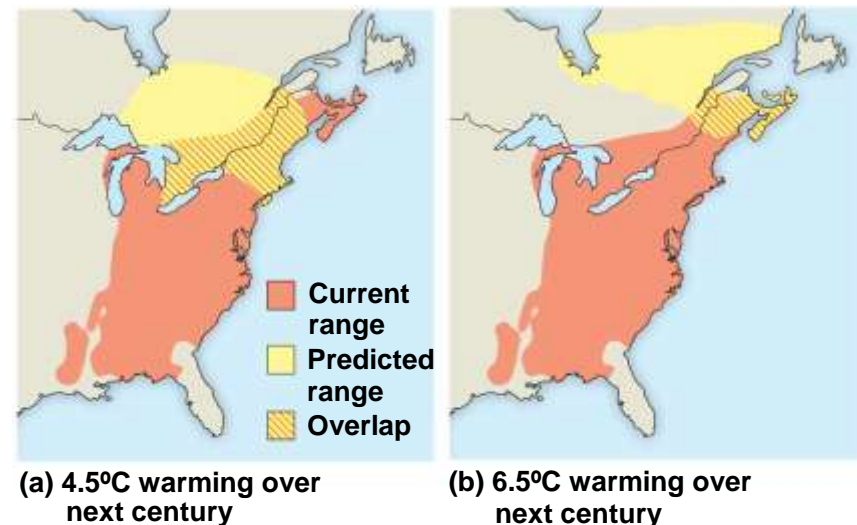 Current
range
Predicted
range
Overlap
(a) 4.5ºC warming over
next century
(b) 6.5ºC warming over
next century